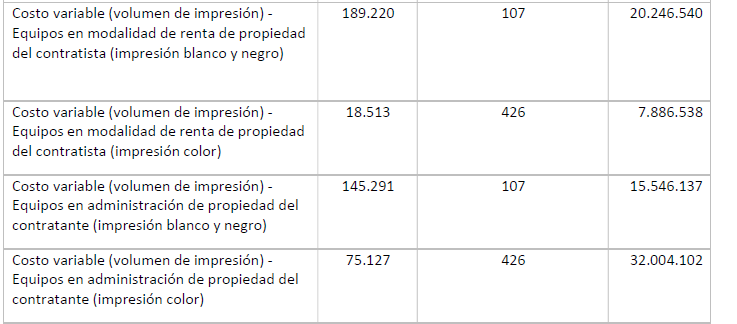 Costo variable (volumen de impresión) - 189.220 107 20.246.540
Equipos en modalidad de renta de propiedad
del contratista (impresión blanco y negro)
Costo variable (volumen de impresión) - 18.513 426 7.886.538
Equipos en modalidad de renta de propiedad
del contratista (impresión color)
Costo variable (volumen de impresión) - 145.291 107 15.546.137
Equipos en administración de propiedad del
contratante (impresión blanco y negro)
Costo variable (volumen de impresión) - 75.127 426 32.004.102
Equipos en administración de propiedad del
contratante (impresión color)